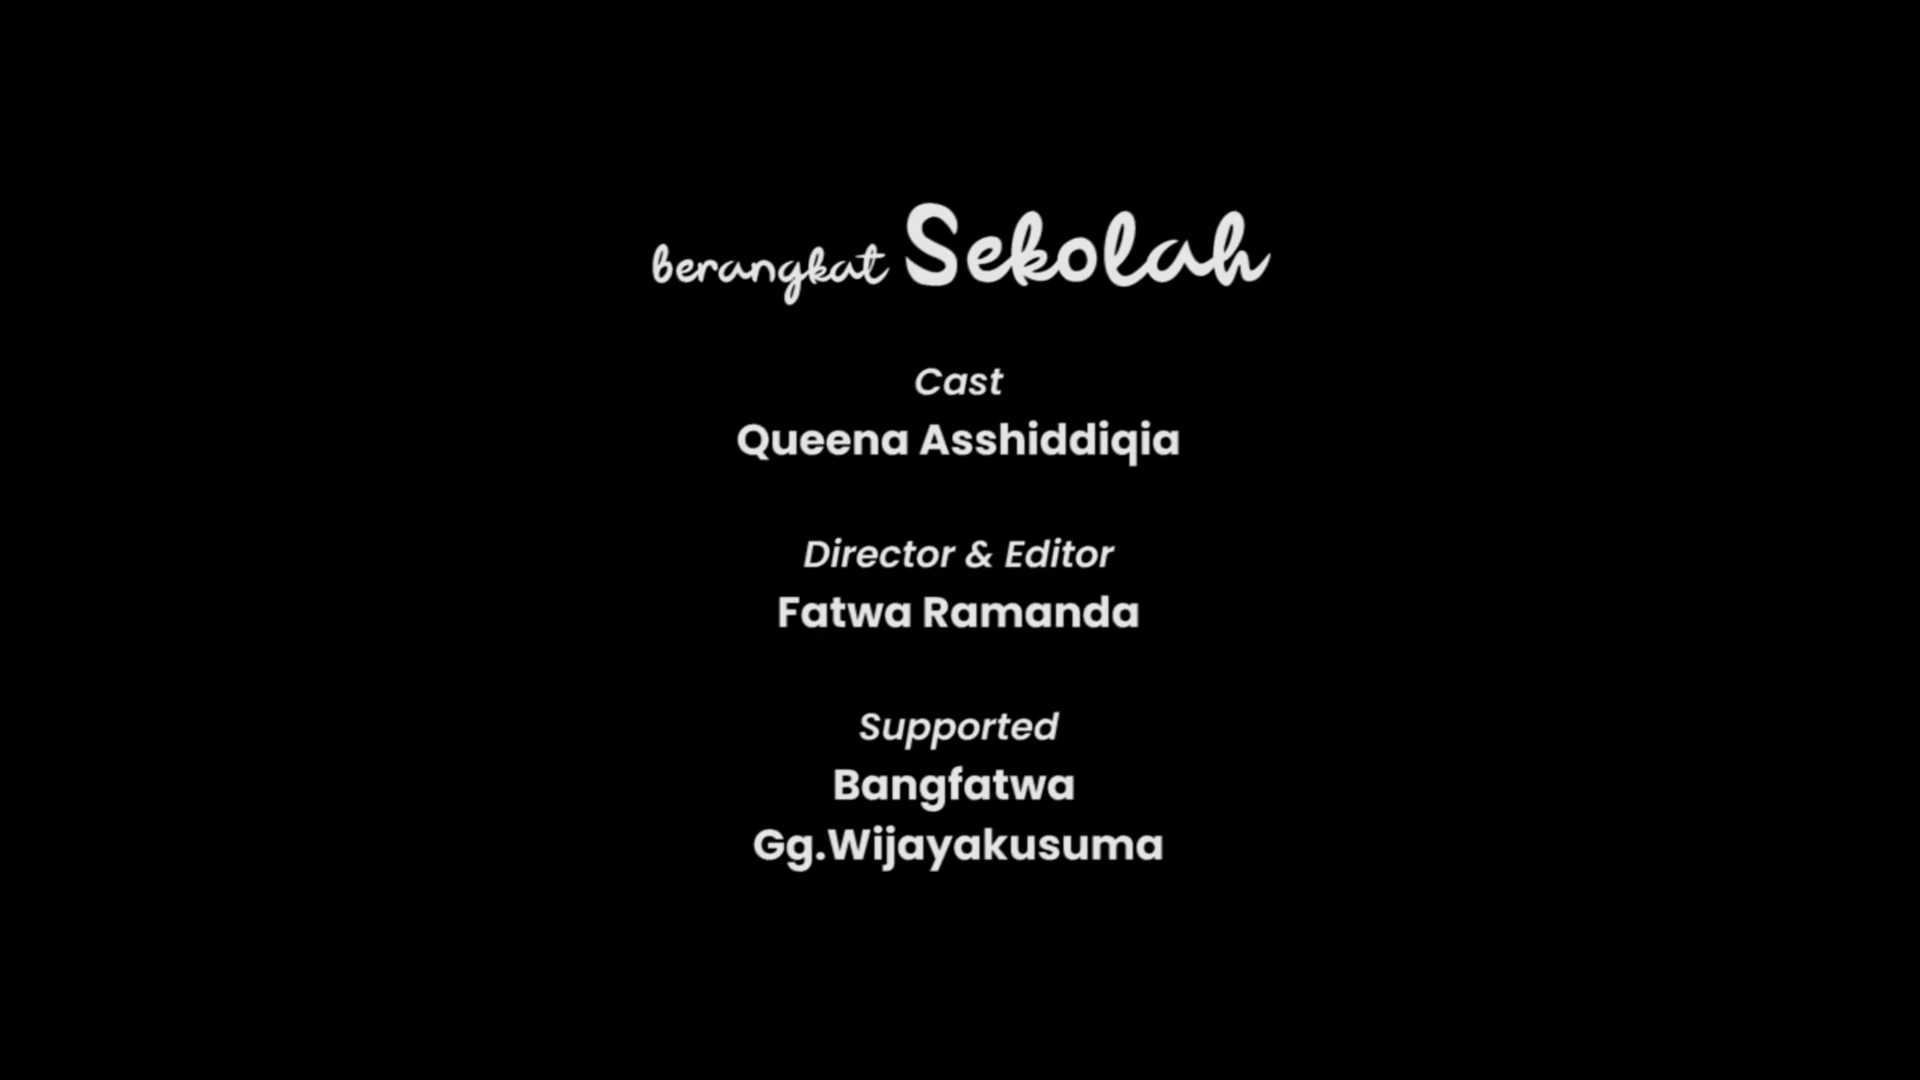 berangkat Sekolah
Cast
Queena Asshiddiqia
Director & Editor
Fatwa Ramanda
Supported
Bangfatwa
Gg.Wijayakusuma